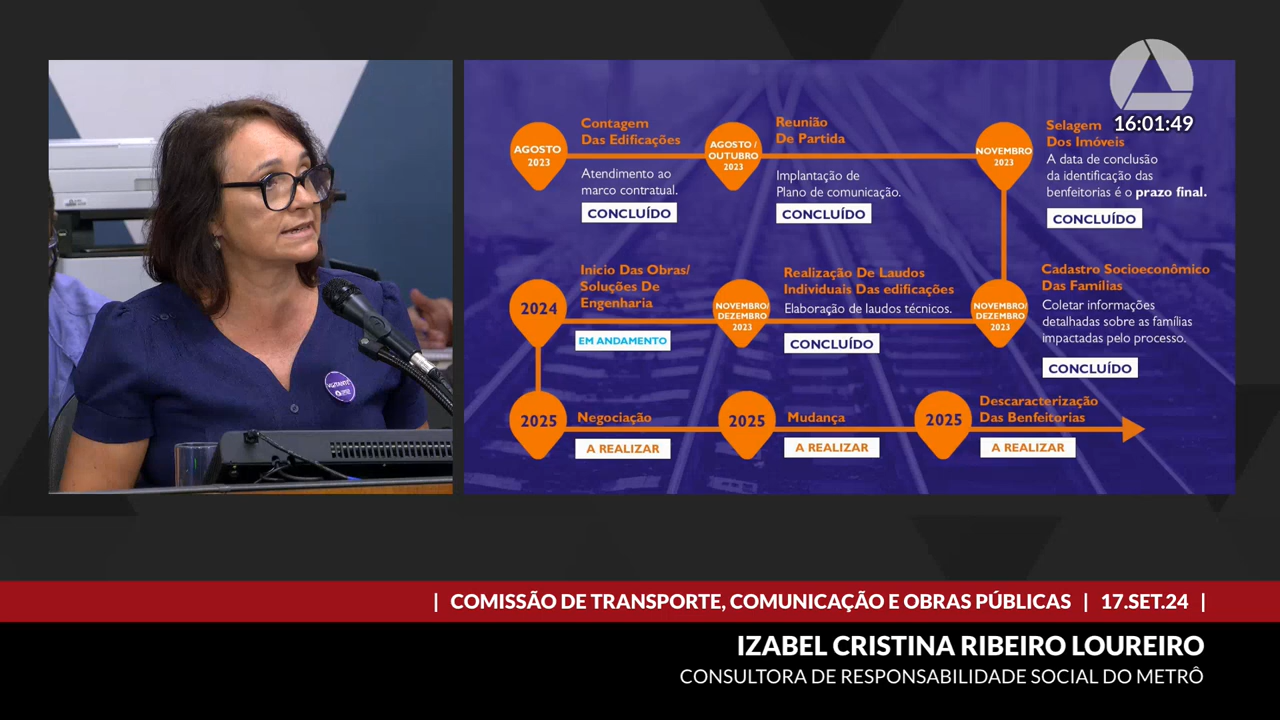 16:01:49
AGOSTO
2023
Contagem
Das Edificações
Atendimento ao
marco contratual.
CONCLUÍDO
AGOSTO /
OUTUBRO
2023
Reunião
De Partida
Implantação de
Plano de comunicação.
CONCLUÍDO
NOVEMBRO
2023
Selagem
Dos Imóveis
A data de conclusão
da identificação das
benfeitorias é o prazo final.
CONCLUÍDO
2024
Inicio Das Obras/
Soluções De
Engenharia
EM ANDAMENTO
NOVEMBRO/
DEZEMBRO
2023
Realização De Laudos
Individuais Das edificações
Elaboração de laudos técnicos.
CONCLUÍDO
NOVEMBRO/
DEZEMBRO
2023
Cadastro Socioeconômico
Das Famílias
Coletar informações
detalhadas sobre as famílias
impactadas pelo processo.
CONCLUÍDO
2025
Negociação
A REALIZAR
2025
Mudança
A REALIZAR
2025
Descaracterização
Das Benfeitorias
A REALIZAR
VISITANTE
| COMISSÃO DE TRANSPORTE, COMUNICAÇÃO E OBRAS PÚBLICAS | 17.SET.24 |
IZABEL CRISTINA RIBEIRO LOUREIRO
CONSULTORA DE RESPONSABILIDADE SOCIAL DO METRÔ